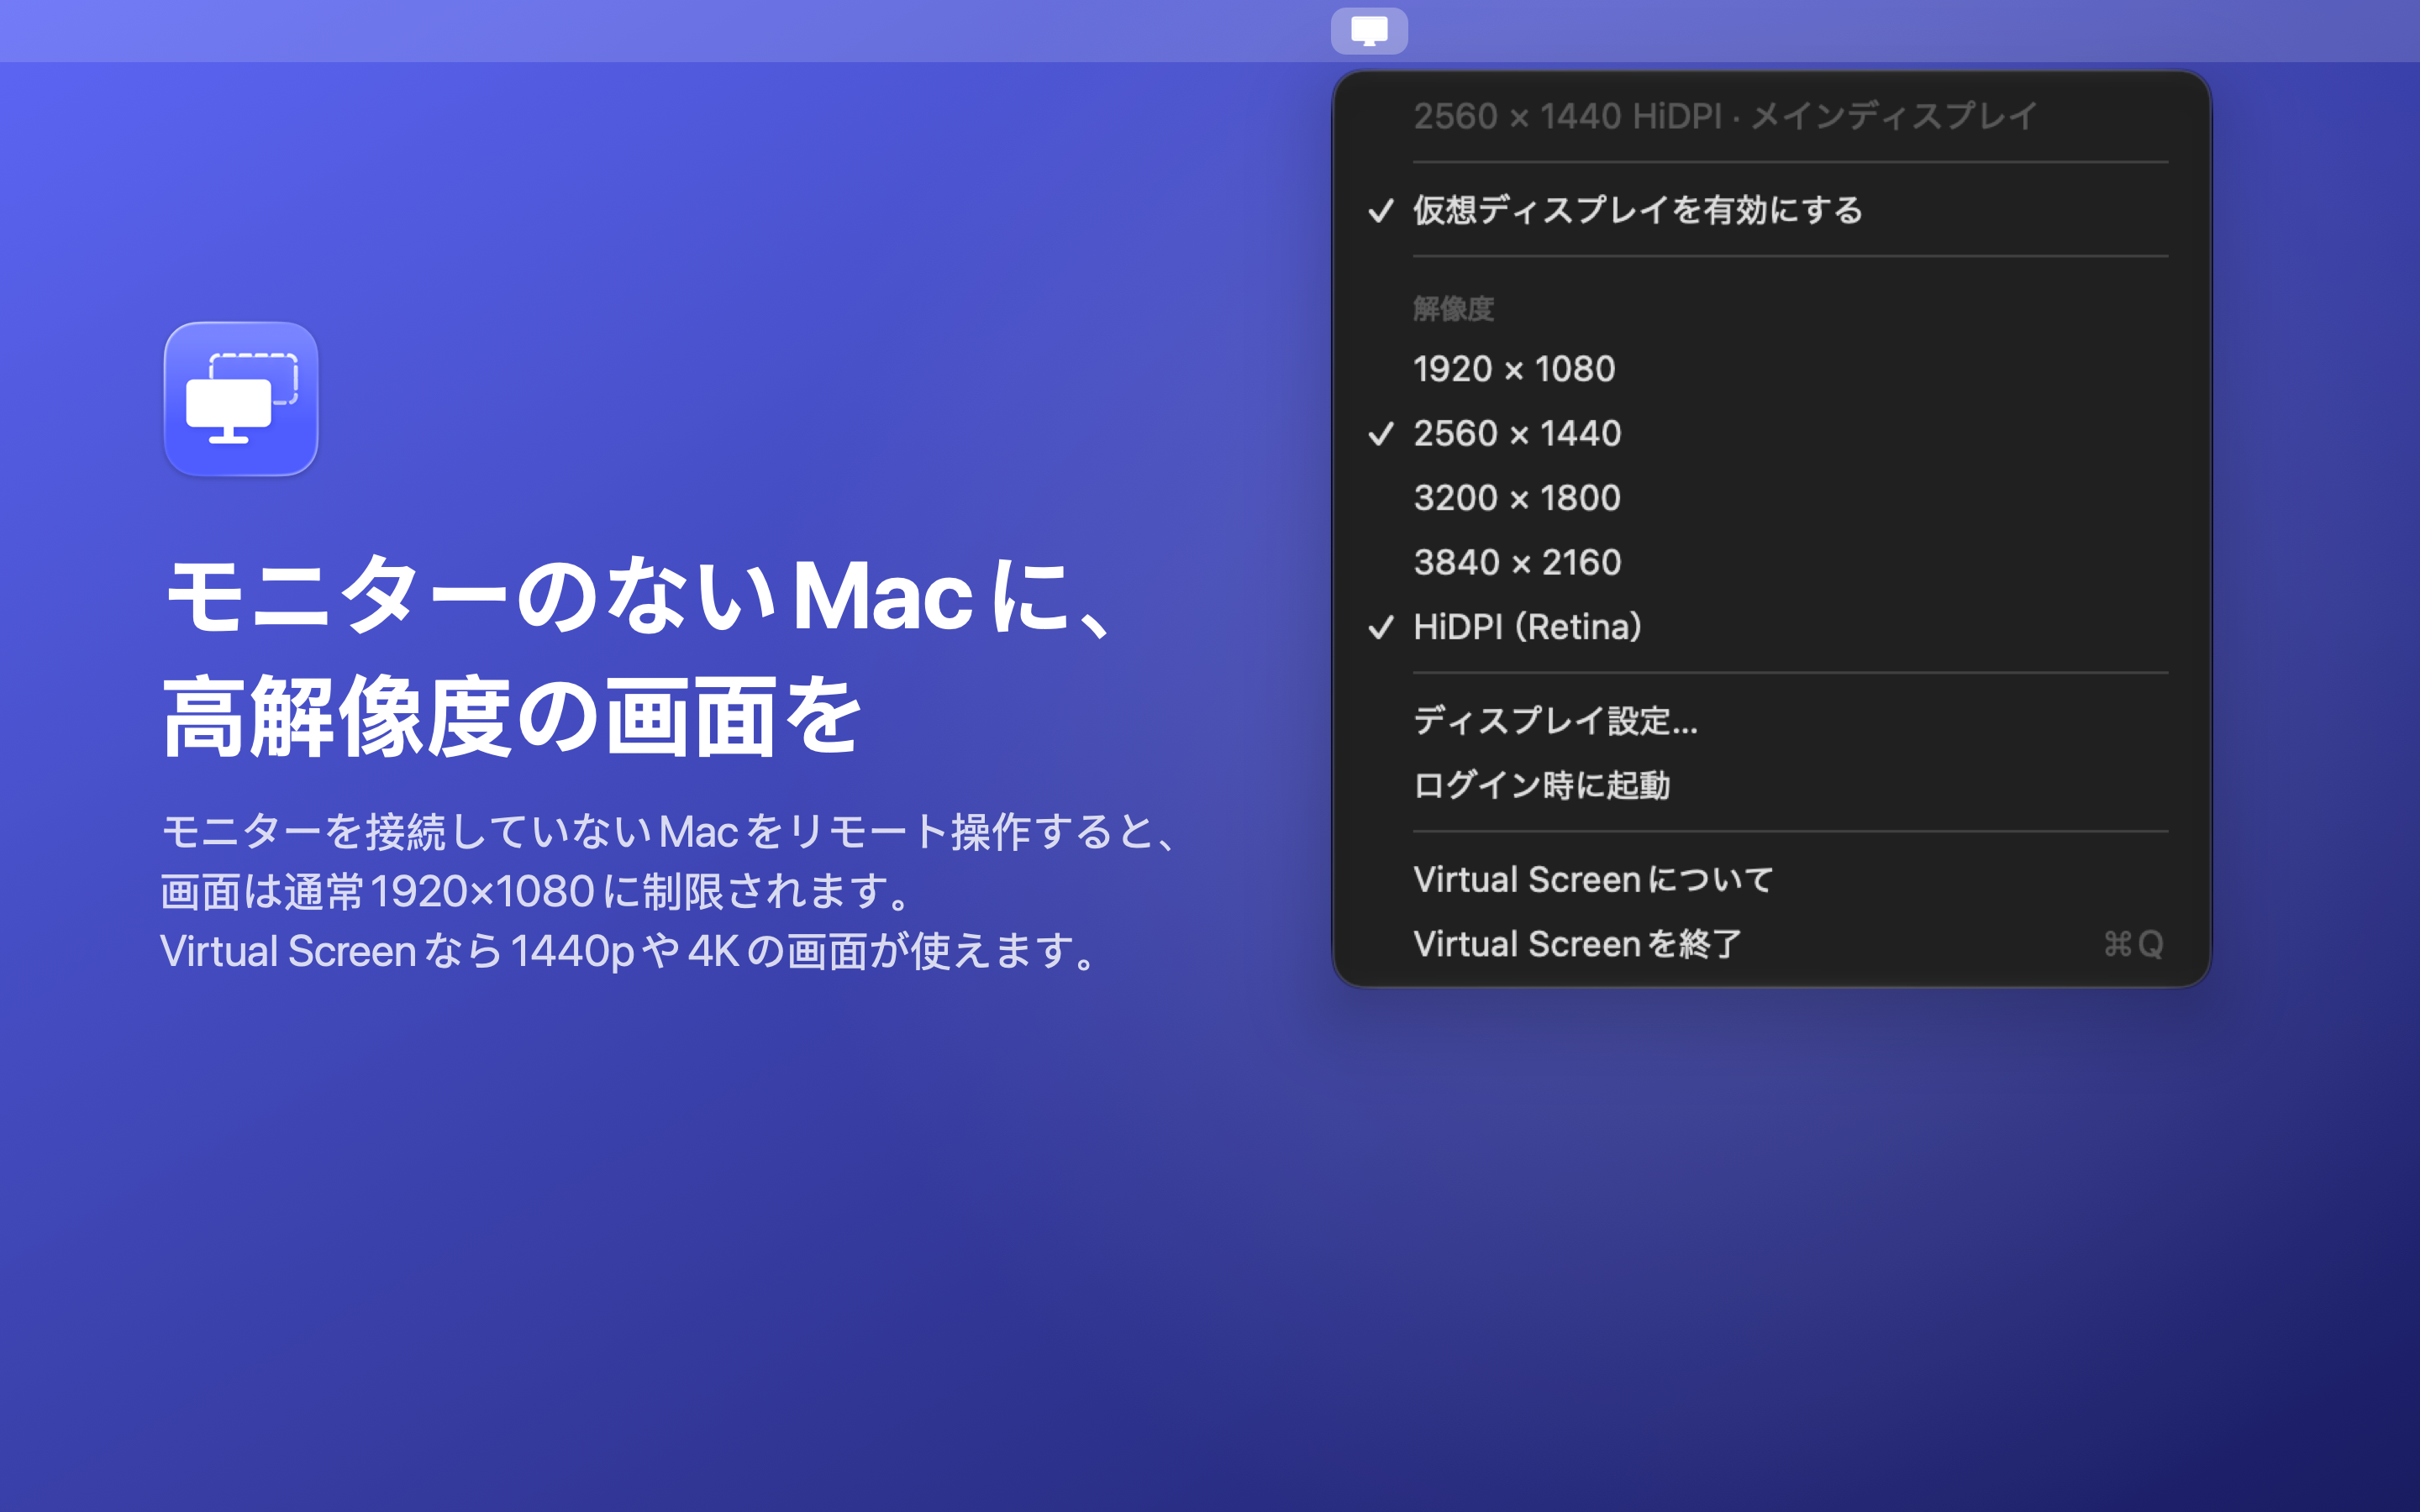 モニターのないMacに、
高解像度の画面を
モニターを接続していないMacをリモート操作すると、
画面は通常1920×1080に制限されます。
Virtual Screenなら1440pや4Kの画面が使えます。
2560 × 1440 HiDPI · メインディスプレイ
✓ 仮想ディスプレイを有効にする
解像度
1920 × 1080
✓ 2560 × 1440
3200 × 1800
3840 × 2160
✓ HiDPI (Retina)
ディスプレイ設定...
ログイン時に起動
Virtual Screenについて
Virtual Screenを終了 ⌘Q